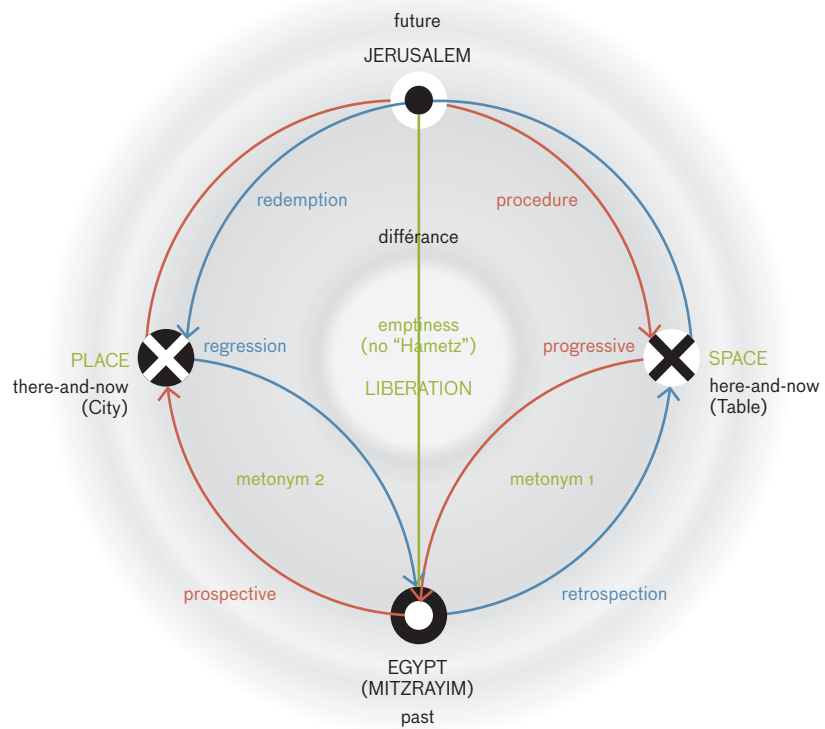 future
JERUSALEM
redemption
procedure
différance
emptiness
(no “Hametz”)
LIBERATION
regression
progressive
PLACE
there-and-now
(City)
SPACE
here-and-now
(Table)
metonym 2
metonym 1
prospective
retrospection
EGYPT
(MITZRAYIM)
past